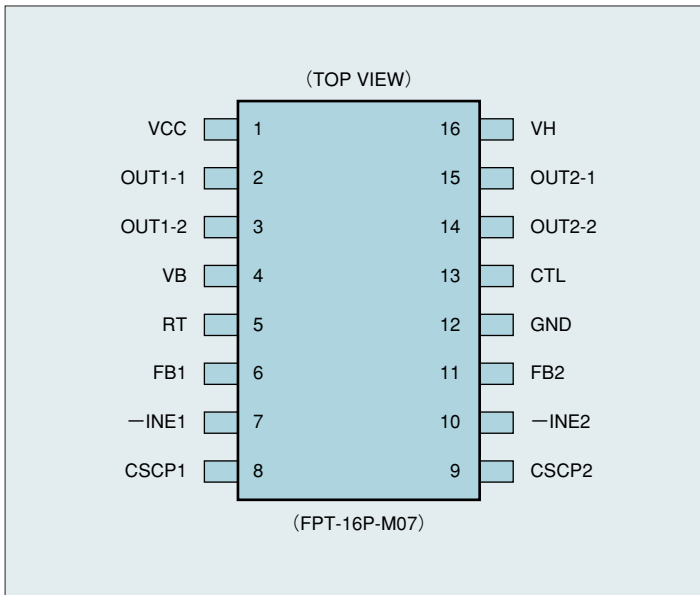 (TOP VIEW)
VCC 1 16 VH
OUT1-1 2 15 OUT2-1
OUT1-2 3 14 OUT2-2
VB 4 13 CTL
RT 5 12 GND
FB1 6 11 FB2
−INE1 7 10 −INE2
CSCP1 8 9 CSCP2
(FPT-16P-M07)